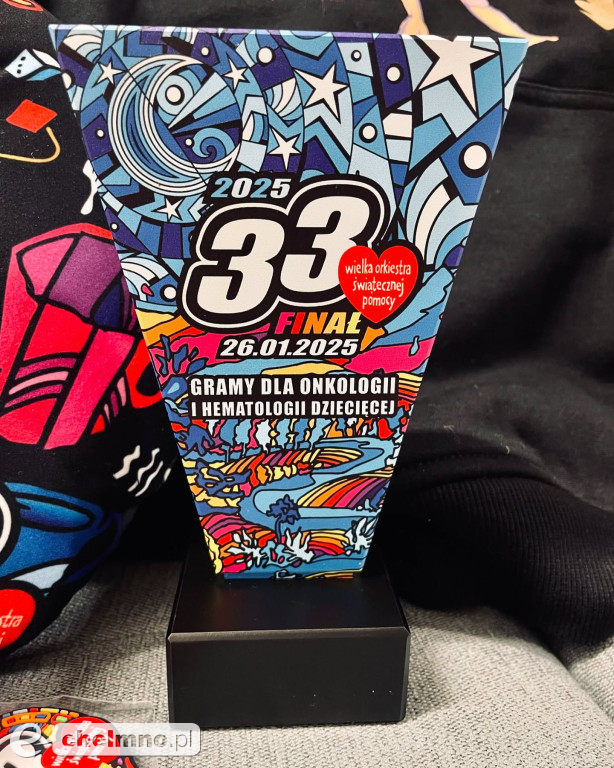 2025
33
wielka orkiestra
świątecznej
pomocy
FINAŁ
26.01.2025
GRAMY DLA ONKOLOGII
I HEMATOLOGII DZIECIĘCEJ
chelmno.pl